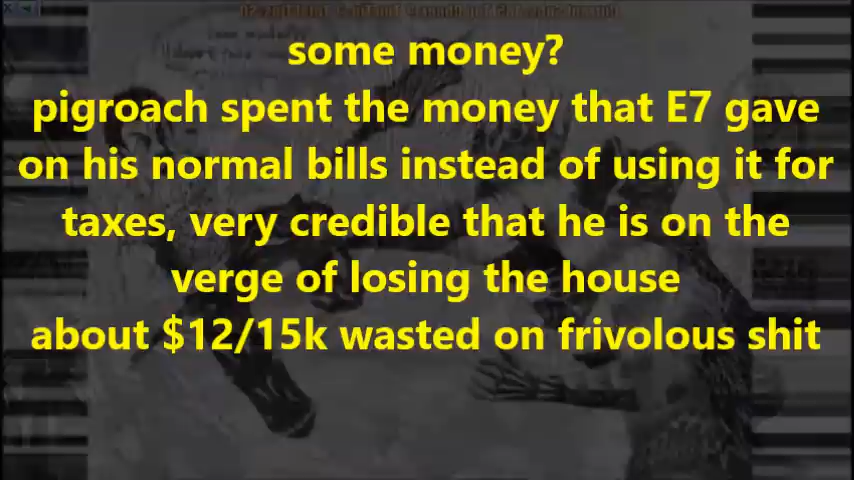 some money?
pigroach spent the money that E7 gave
on his normal bills instead of using it for
taxes, very credible that he is on the
verge of losing the house
about $12/15k wasted on frivolous shit